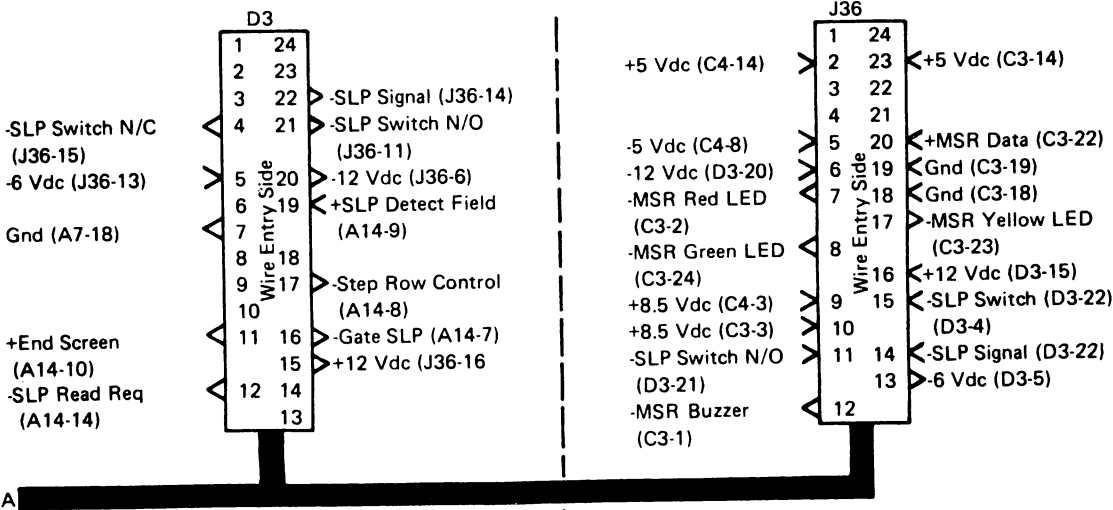 D3
1 24
2 23
3 22 -SLP Signal (J36-14)
-SLP Switch N/C 4 21 -SLP Switch N/O
(J36-15) (J36-11)
-6 Vdc (J36-13) 5 20 -12 Vdc (J36-6)
6 19 +SLP Detect Field
Gnd (A7-18) 7 (A14-9)
8 18
9 17 -Step Row Control
10 (A14-8)
+End Screen 11 16 -Gate SLP (A14-7)
(A14-10) 15 +12 Vdc (J36-16
-SLP Read Req 12 14
(A14-14) 13
Wire Entry Side
J36
1 24
+5 Vdc (C4-14) 2 23 +5 Vdc (C3-14)
3 22
4 21
-5 Vdc (C4-8) 5 20 +MSR Data (C3-22)
-12 Vdc (D3-20) 6 19 Gnd (C3-19)
-MSR Red LED 7 18 Gnd (C3-18)
(C3-2) 17 -MSR Yellow LED
-MSR Green LED 8 (C3-23)
(C3-24) 16 +12 Vdc (D3-15)
+8.5 Vdc (C4-3) 9 15 -SLP Switch (D3-22)
+8.5 Vdc (C3-3) 10 (D3-4)
-SLP Switch N/O 11 14 -SLP Signal (D3-22)
(D3-21) 13 -6 Vdc (D3-5)
-MSR Buzzer 12
(C3-1)
Wire Entry Side
A